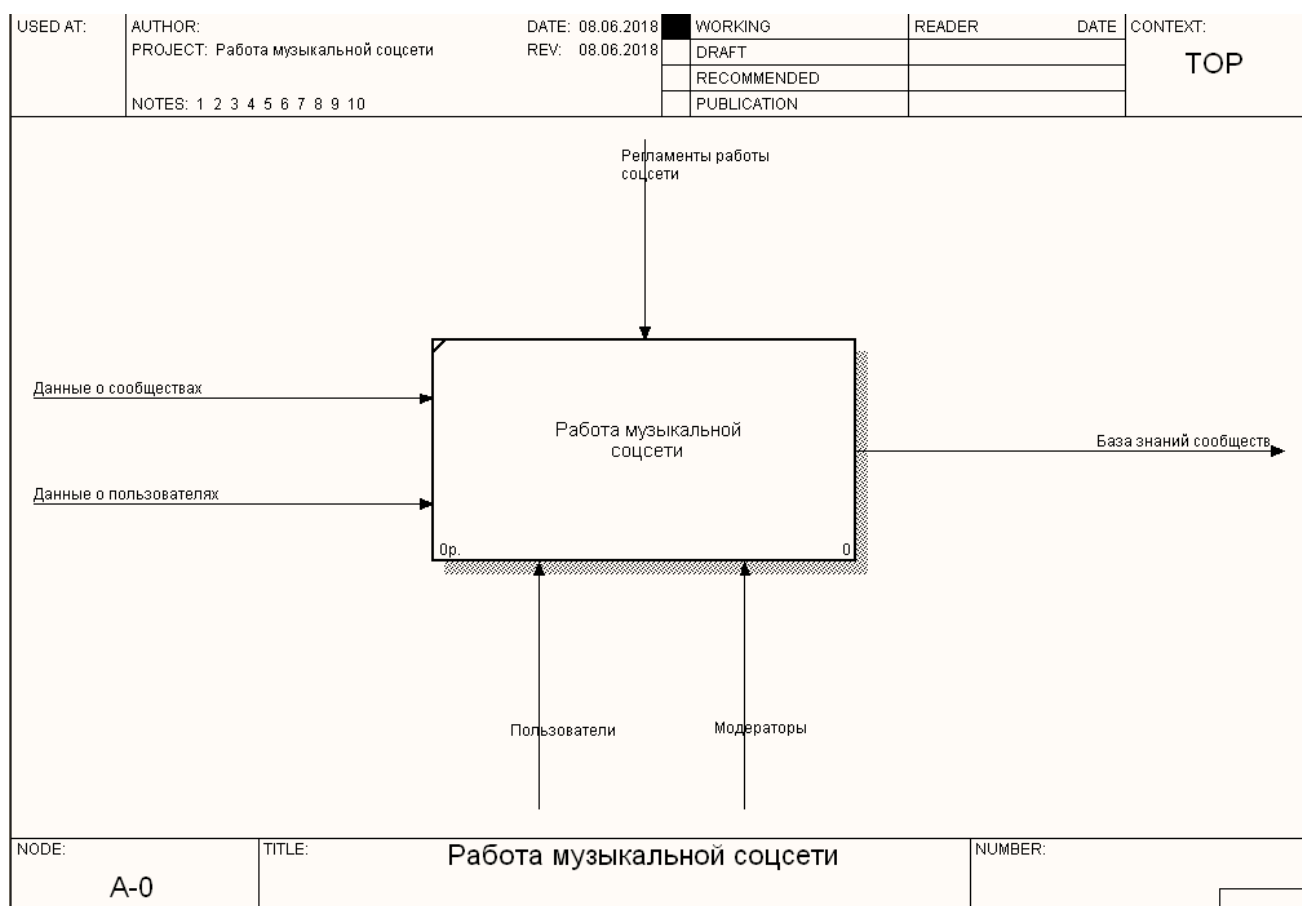 USED AT:
AUTHOR:
DATE: 08.06.2018
WORKING
READER
DATE
CONTEXT:
PROJECT: Работа музыкальной соцсети
REV: 08.06.2018
DRAFT
TOP
RECOMMENDED
NOTES: 1 2 3 4 5 6 7 8 9 10
PUBLICATION
Регламенты работы
соцсети
Данные о сообществах
Работа музыкальной
соцсети
База знаний сообществ
Данные о пользователях
0р.
0
Пользователи
Модераторы
NODE:
TITLE:
Работа музыкальной соцсети
NUMBER:
A-0